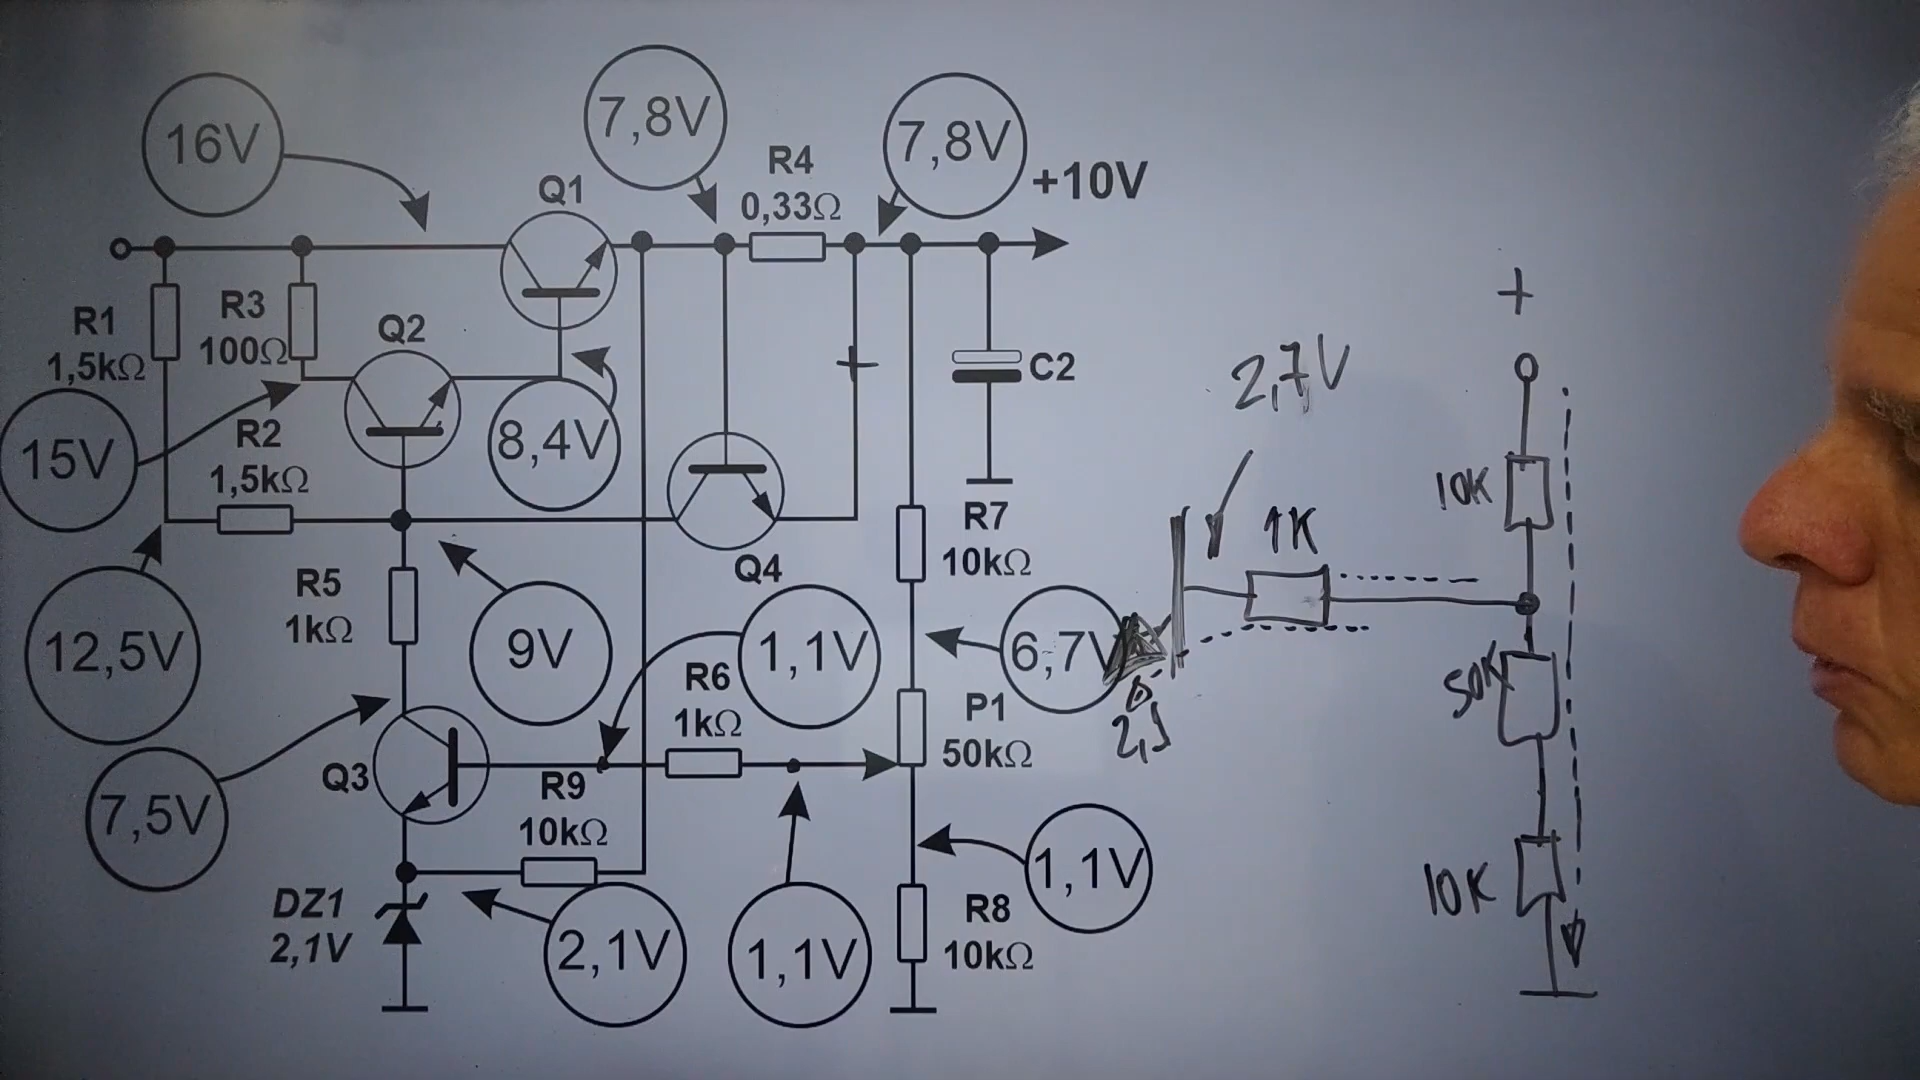 16V
7,8V
7,8V
+10V
R4
0,33Ω
Q1
R1
1,5kΩ
R3
100Ω
Q2
15V
R2
1,5kΩ
8,4V
C2
12,5V
R5
1kΩ
9V
Q4
1,1V
R7
10kΩ
6,7V
R6
1kΩ
P1
50kΩ
7,5V
Q3
R9
10kΩ
DZ1
2,1V
2,1V
1,1V
1,1V
R8
10kΩ
+
2,7V
10K
1K
50K
2,1
10K